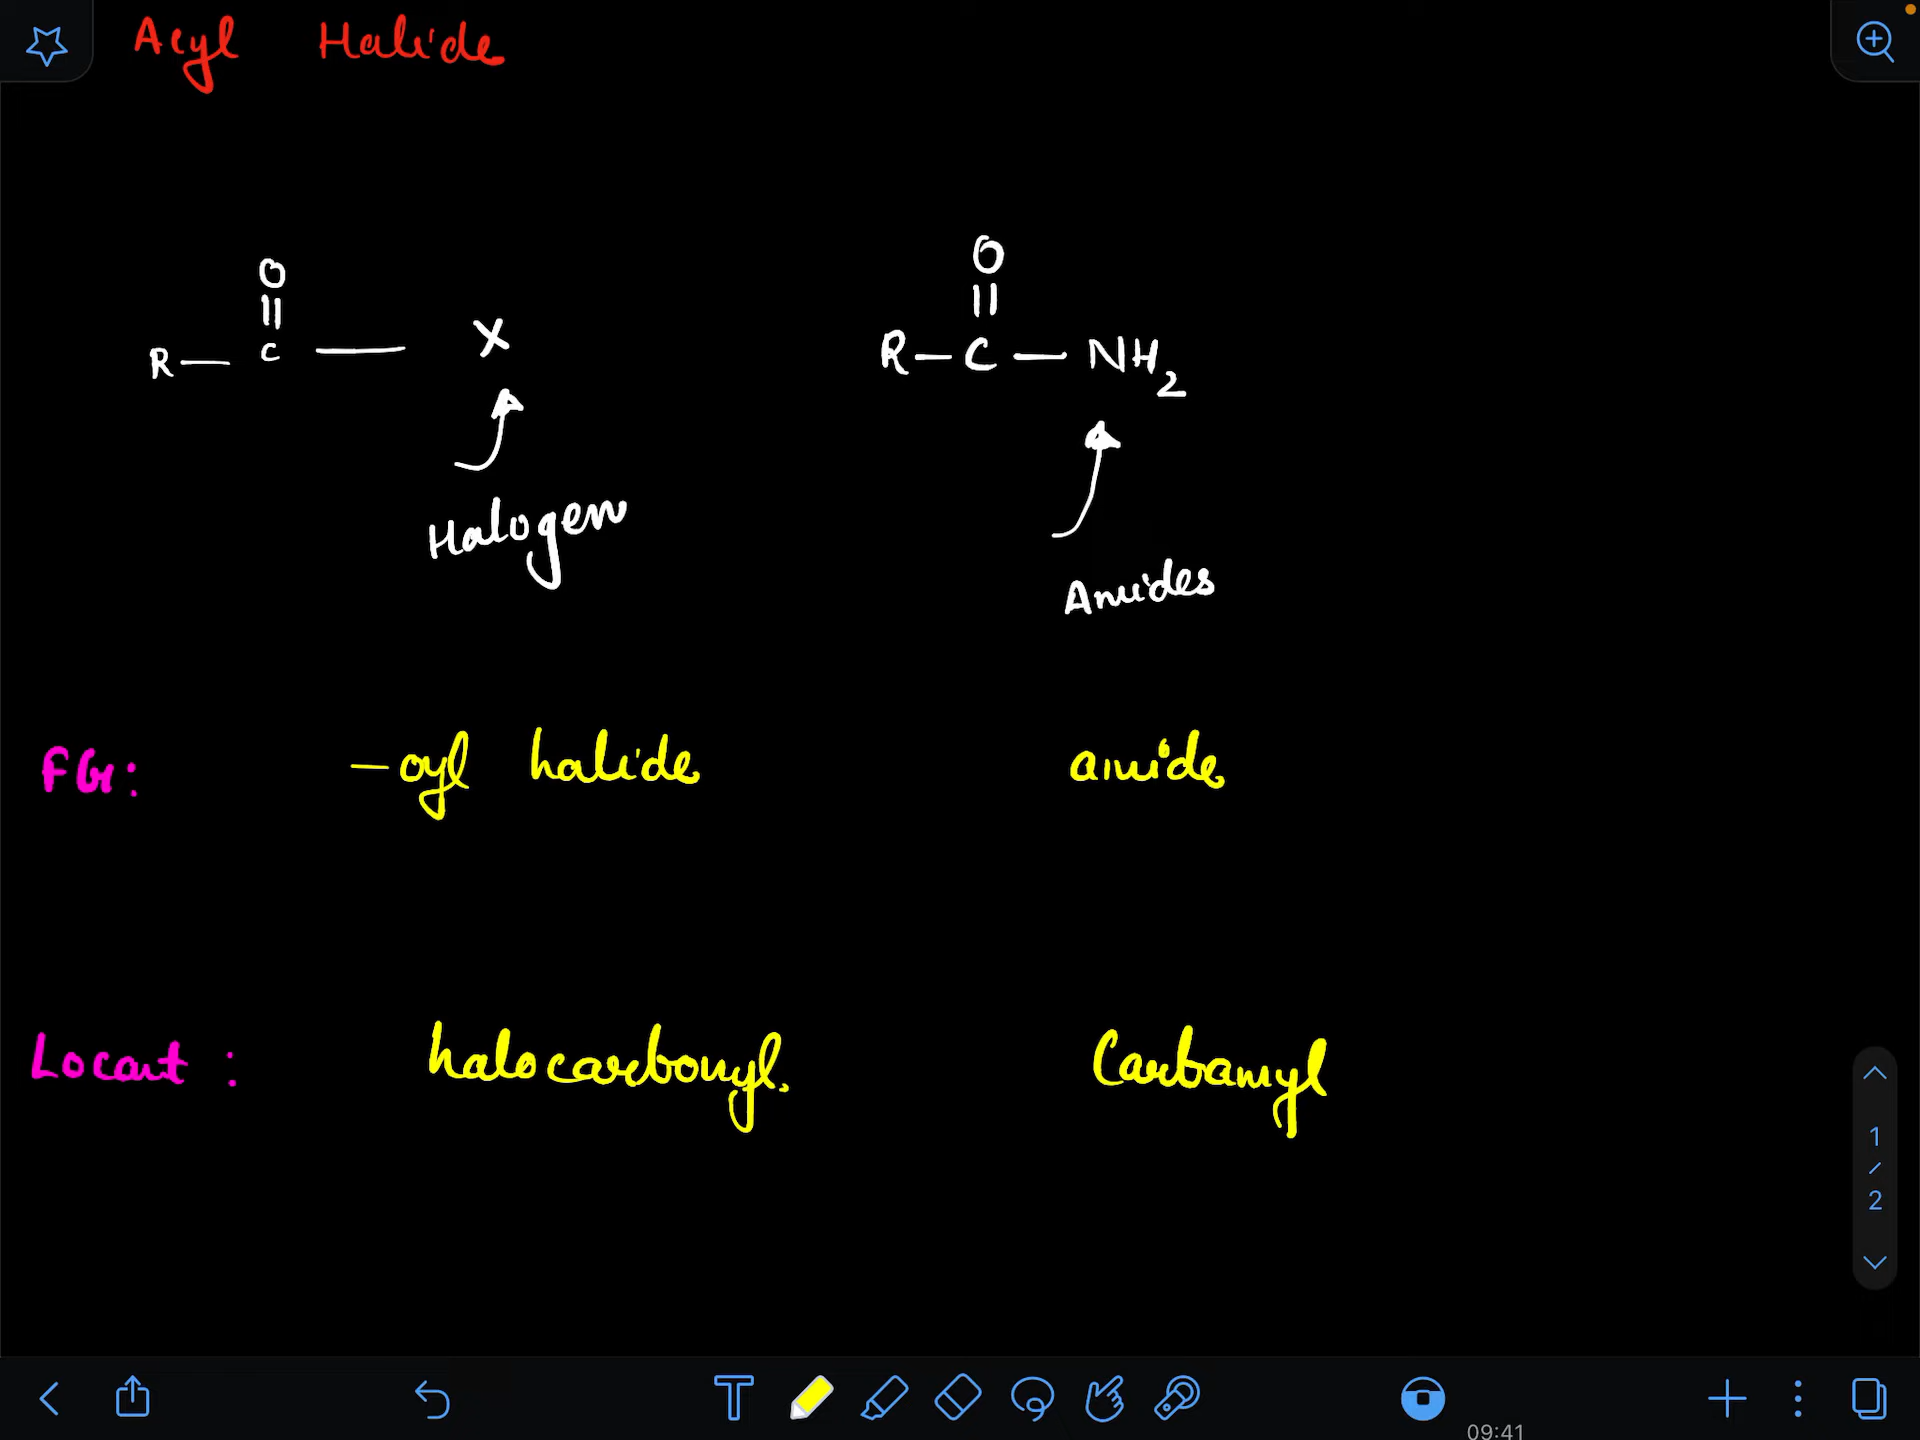 Acyl Halide
O O
|| ||
R — C — X R — C — NH2
Halogen Amides
FG: — oyl halide amide
Locant : halocarbonyl. Carbamyl
1
/
2
T
09:41